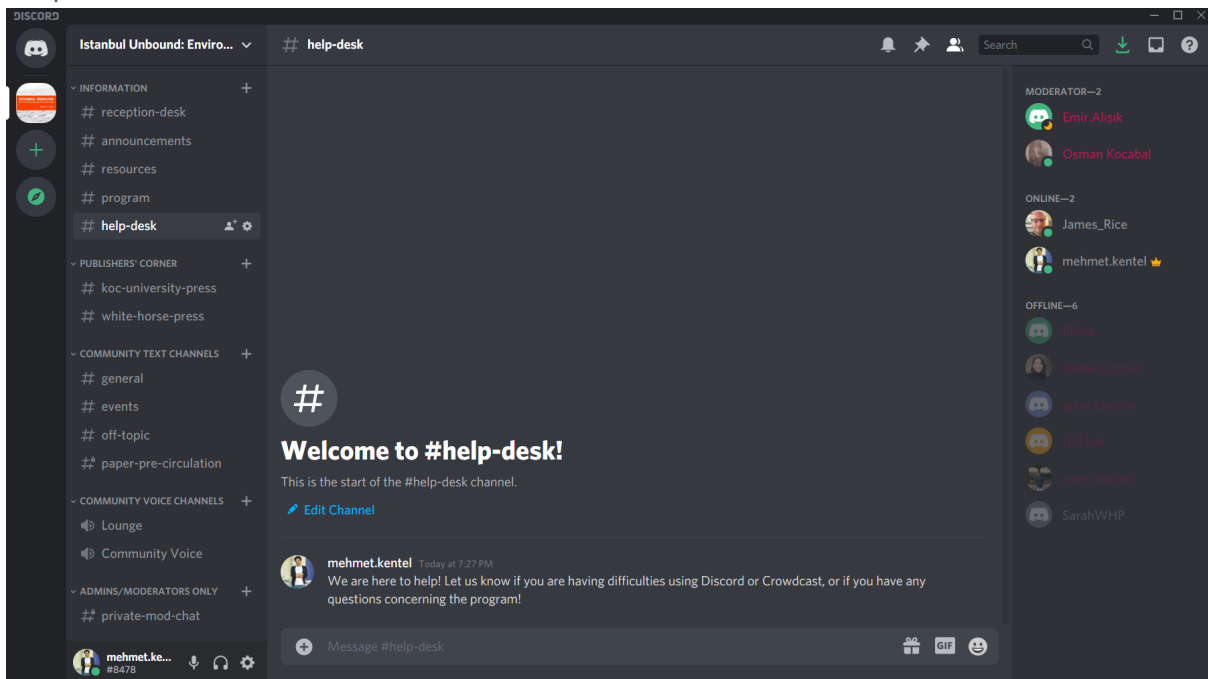 DISCORD
Istanbul Unbound: Enviro...
INFORMATION
# reception-desk
# announcements
# resources
# program
# help-desk
PUBLISHERS' CORNER
# koc-university-press
# white-horse-press
COMMUNITY TEXT CHANNELS
# general
# events
# off-topic
# paper-pre-circulation
COMMUNITY VOICE CHANNELS
Lounge
Community Voice
ADMINS/MODERATORS ONLY
# private-mod-chat
mehmet.ke...
#8478
# help-desk
Search
#
Welcome to #help-desk!
This is the start of the #help-desk channel.
Edit Channel
mehmet.kentel Today at 7:27 PM
We are here to help! Let us know if you are having difficulties using Discord or Crowdcast, or if you have any
questions concerning the program!
Message #help-desk
GIF
MODERATOR—2
Emir.Alışık
Osman Kocabal
ONLINE—2
James_Rice
mehmet.kentel
OFFLINE—6
SarahWHP